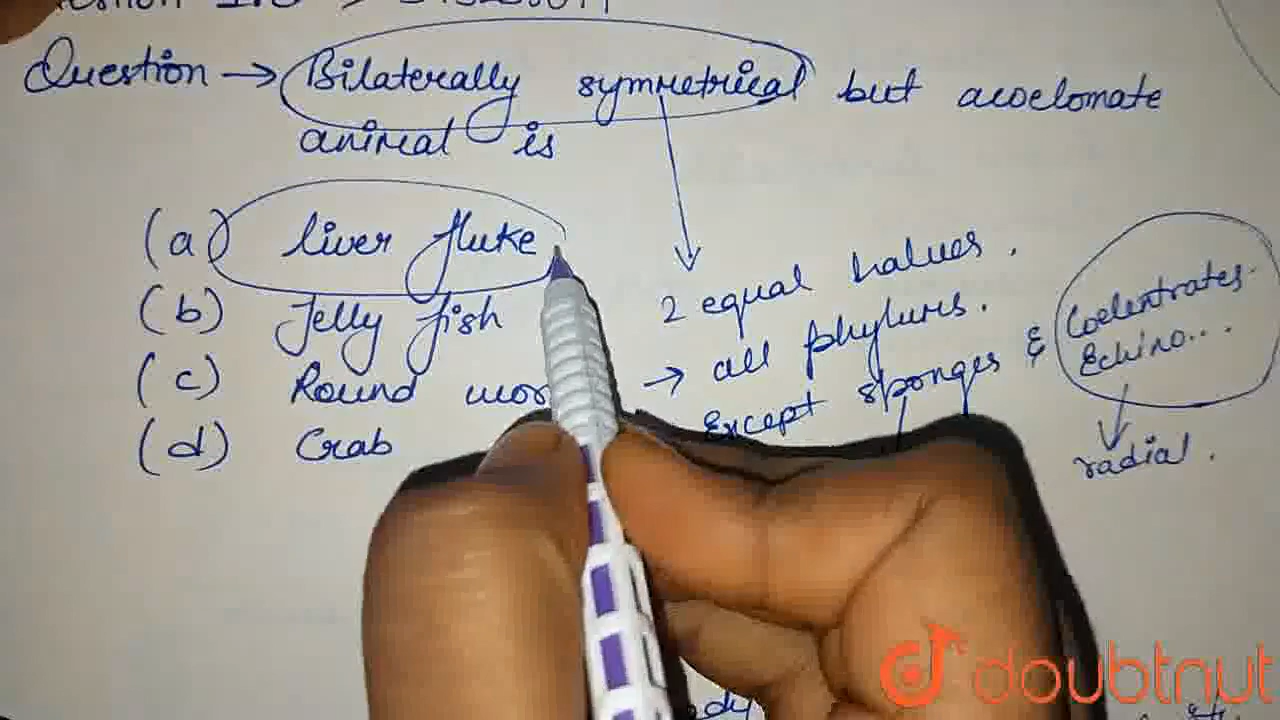 Question → Bilaterally symmetrical but acoelomate
animal is
(a) liver fluke
(b) Jelly fish
(c) Round wor
(d) Crab
2 equal halves.
→ all phylums.
Except sponges & Coelentrates.
Echino...
radial.
doubtnut